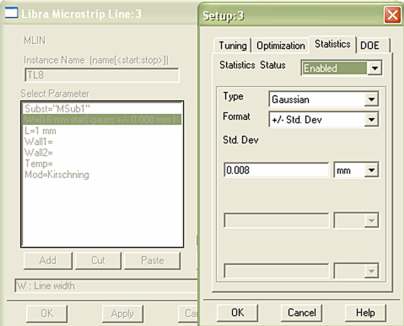 Libra Microstrip Line:3
MLIN
Instance Name (name[<start:stop>])
TL8
Select Parameter
Subst="MSub1"
L=1 mm
Wall1=
Wall2=
Temp=
Mod=Kirschning
Add Cut Paste
W : Line width
OK Apply
Setup:3
Tuning Optimization Statistics DOE
Statistics Status Enabled
Type Gaussian
Format +/- Std. Dev
Std. Dev
0.008 mm
OK Cancel Help